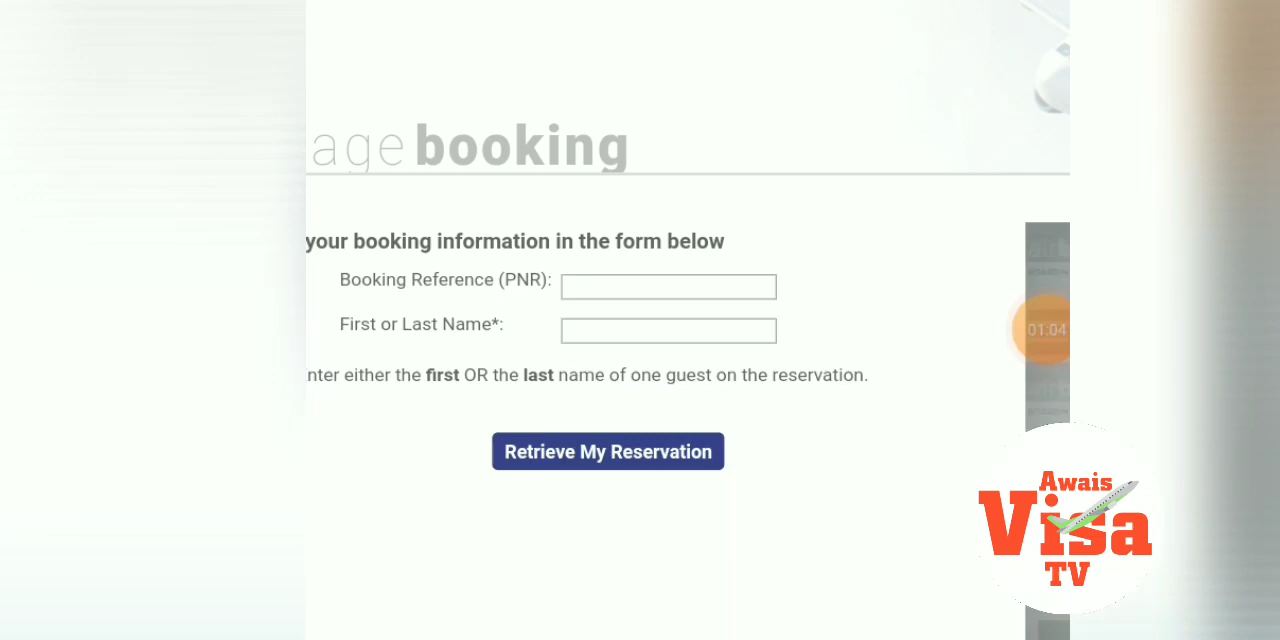 age booking
your booking information in the form below
Booking Reference (PNR):
First or Last Name*:
nter either the first OR the last name of one guest on the reservation.
01:04
Retrieve My Reservation
Awais
Visa
TV